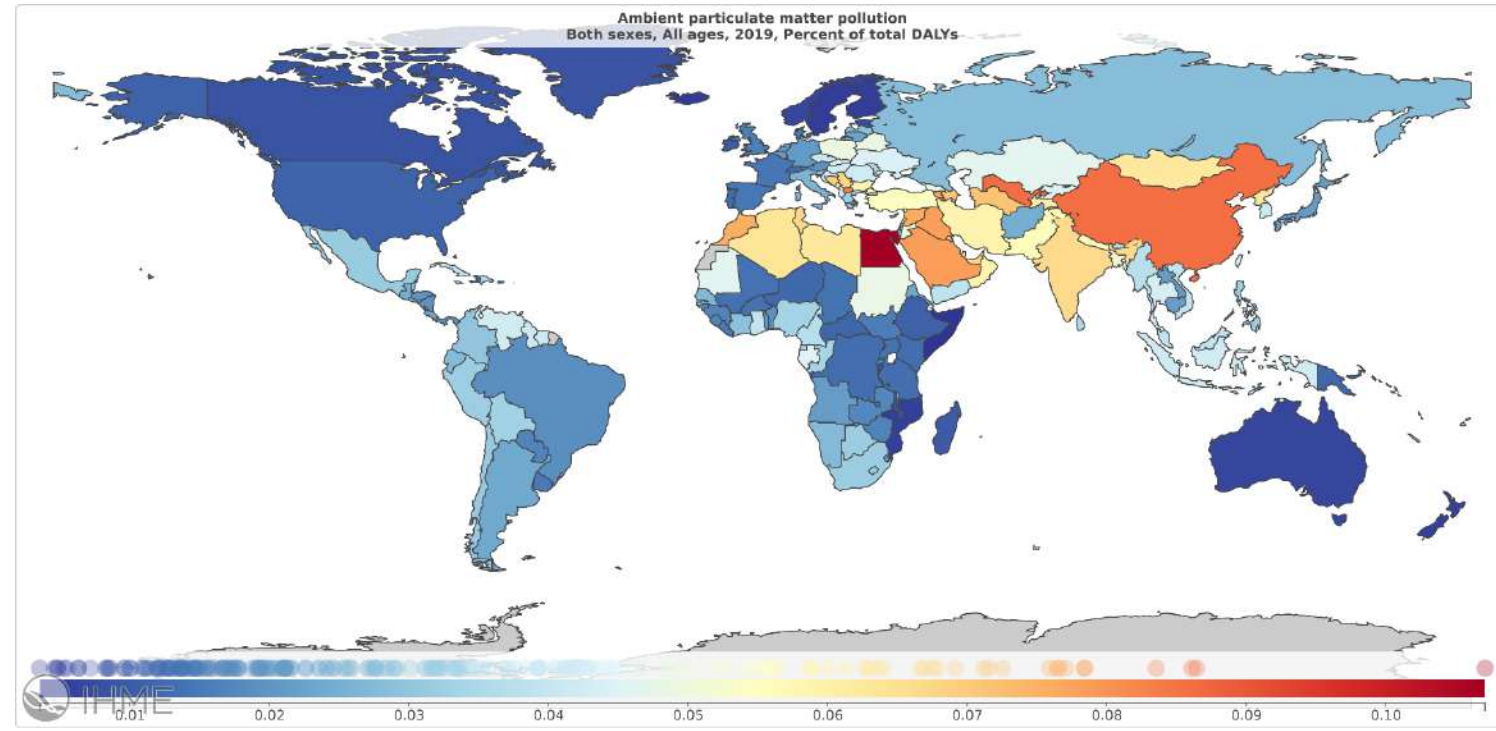 Ambient particulate matter pollution
Both sexes, All ages, 2019, Percent of total DALYs
IHME
0.01 0.02 0.03 0.04 0.05 0.06 0.07 0.08 0.09 0.10